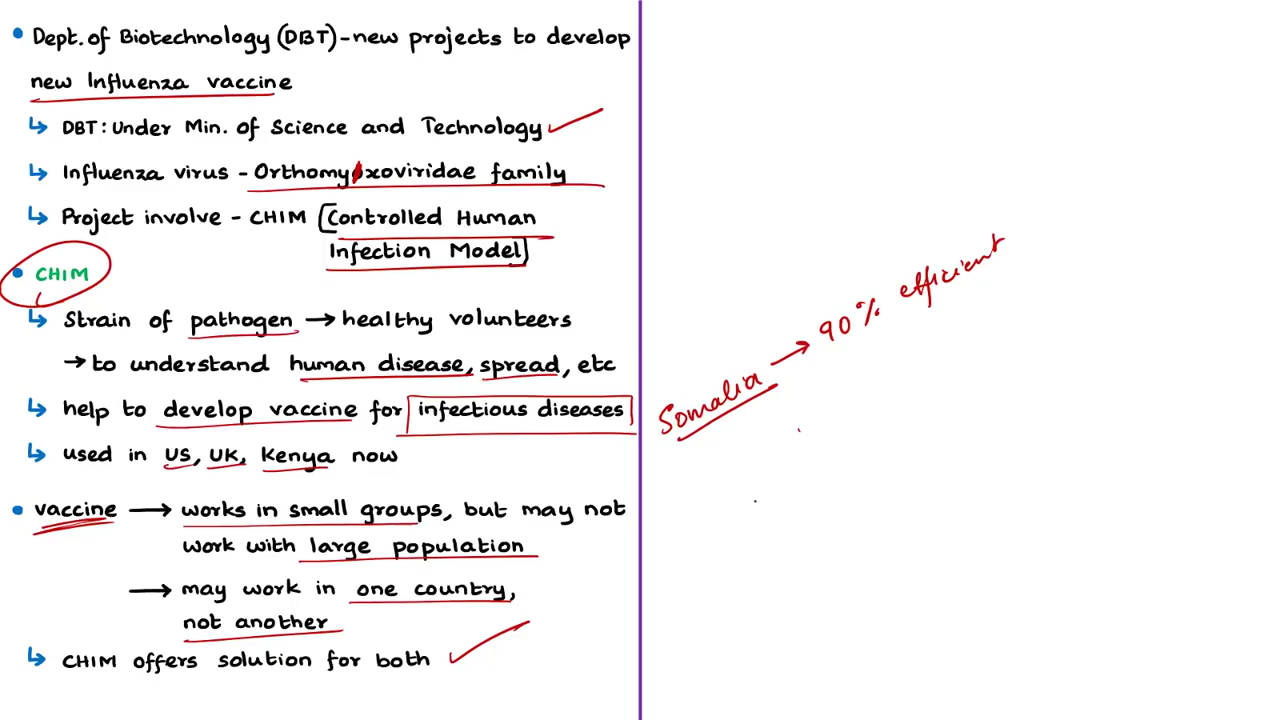 • Dept. of Biotechnology (DBT) - new projects to develop
new Influenza vaccine
↳ DBT: Under Min. of Science and Technology
↳ Influenza virus - Orthomyxoviridae family
↳ Project involve - CHIM [Controlled Human
Infection Model]
• CHIM
↳ Strain of pathogen → healthy volunteers
→ to understand human disease, spread, etc
↳ help to develop vaccine for infectious diseases
↳ used in US, UK, Kenya now
• vaccine → works in small groups, but may not
work with large population
→ may work in one country,
not another
↳ CHIM offers solution for both
Somalia → 90% efficient